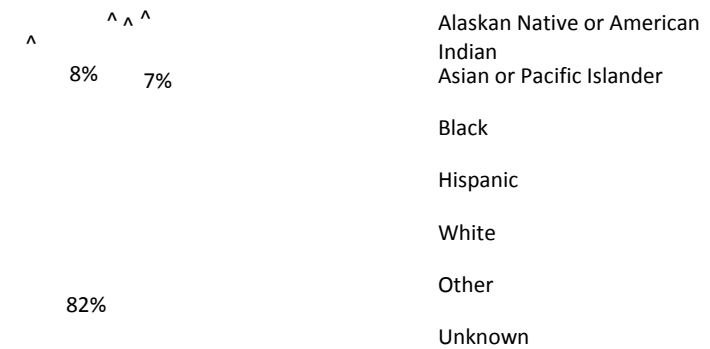 ^ ^ ^
^
8% 7%
82%
Alaskan Native or American
Indian
Asian or Pacific Islander
Black
Hispanic
White
Other
Unknown